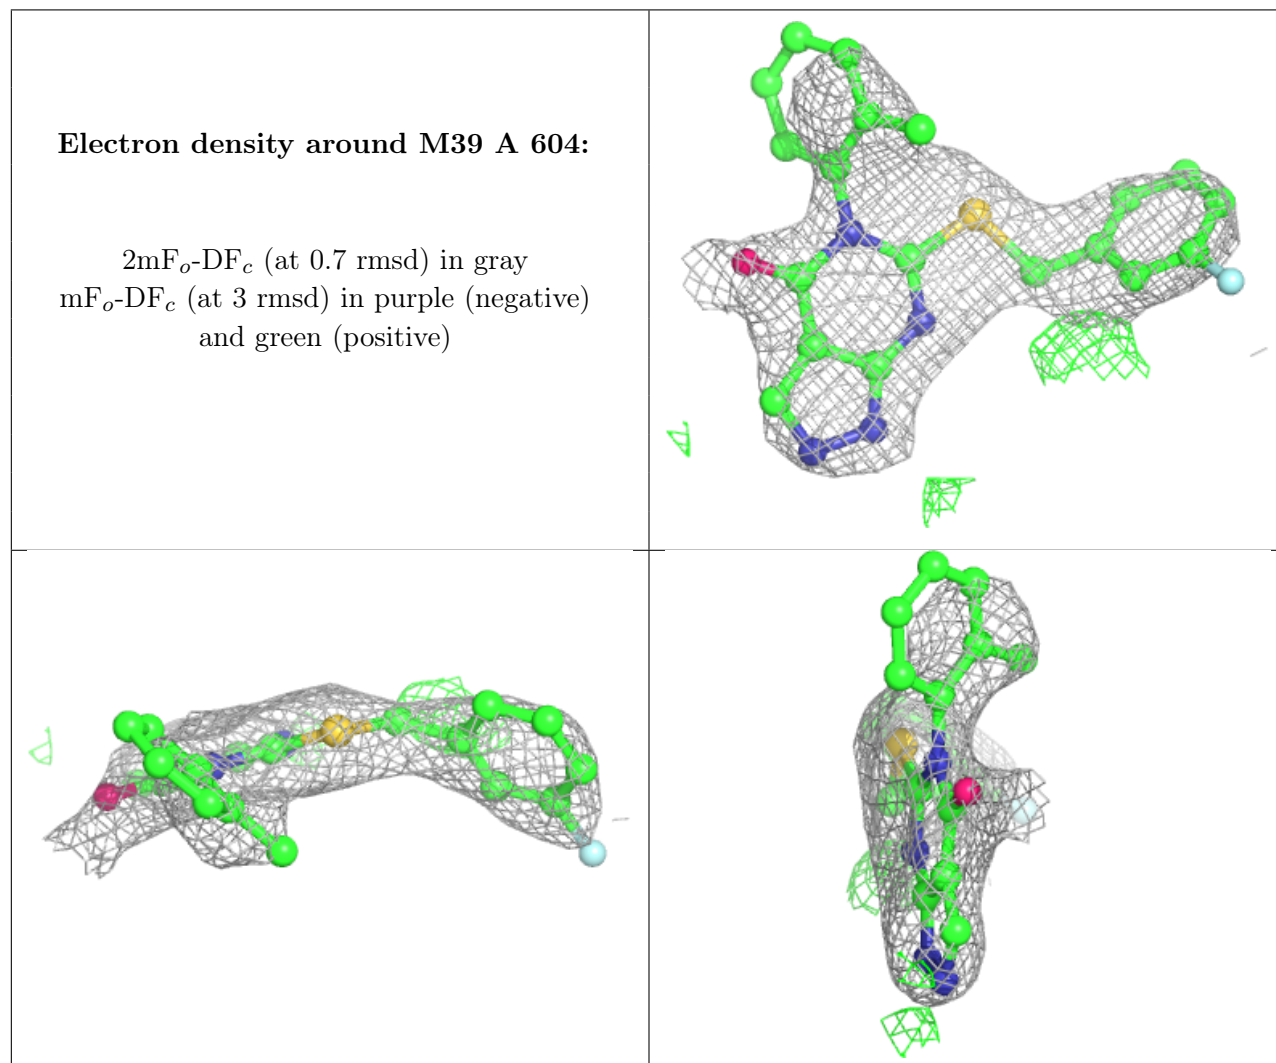 Electron density around M39 A 604:
2mFo-DFc (at 0.7 rmsd) in gray
mFo-DFc (at 3 rmsd) in purple (negative)
and green (positive)